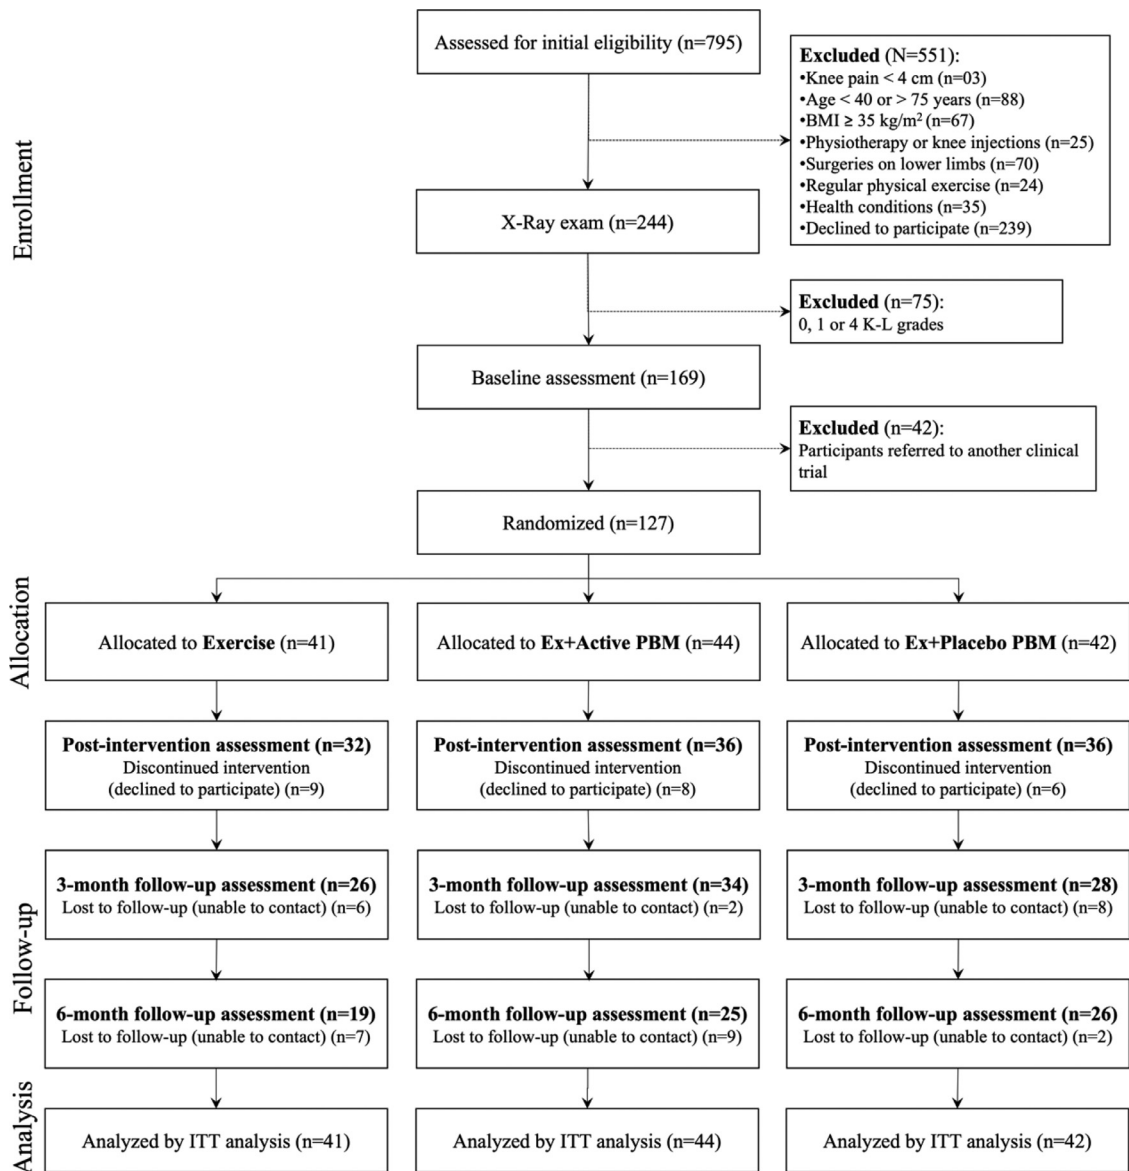 Enrollment
Assessed for initial eligibility (n=795)
Excluded (N=551):
•Knee pain < 4 cm (n=03)
•Age < 40 or > 75 years (n=88)
•BMI ≥ 35 kg/m² (n=67)
•Physiotherapy or knee injections (n=25)
•Surgeries on lower limbs (n=70)
•Regular physical exercise (n=24)
•Health conditions (n=35)
•Declined to participate (n=239)
X-Ray exam (n=244)
Excluded (n=75):
0, 1 or 4 K-L grades
Baseline assessment (n=169)
Excluded (n=42):
Participants referred to another clinical
trial
Randomized (n=127)
Allocation
Allocated to Exercise (n=41)
Allocated to Ex+Active PBM (n=44)
Allocated to Ex+Placebo PBM (n=42)
Post-intervention assessment (n=32)
Discontinued intervention
(declined to participate) (n=9)
Post-intervention assessment (n=36)
Discontinued intervention
(declined to participate) (n=8)
Post-intervention assessment (n=36)
Discontinued intervention
(declined to participate) (n=6)
Follow-up
3-month follow-up assessment (n=26)
Lost to follow-up (unable to contact) (n=6)
3-month follow-up assessment (n=34)
Lost to follow-up (unable to contact) (n=2)
3-month follow-up assessment (n=28)
Lost to follow-up (unable to contact) (n=8)
6-month follow-up assessment (n=19)
Lost to follow-up (unable to contact) (n=7)
6-month follow-up assessment (n=25)
Lost to follow-up (unable to contact) (n=9)
6-month follow-up assessment (n=26)
Lost to follow-up (unable to contact) (n=2)
Analysis
Analyzed by ITT analysis (n=41)
Analyzed by ITT analysis (n=44)
Analyzed by ITT analysis (n=42)